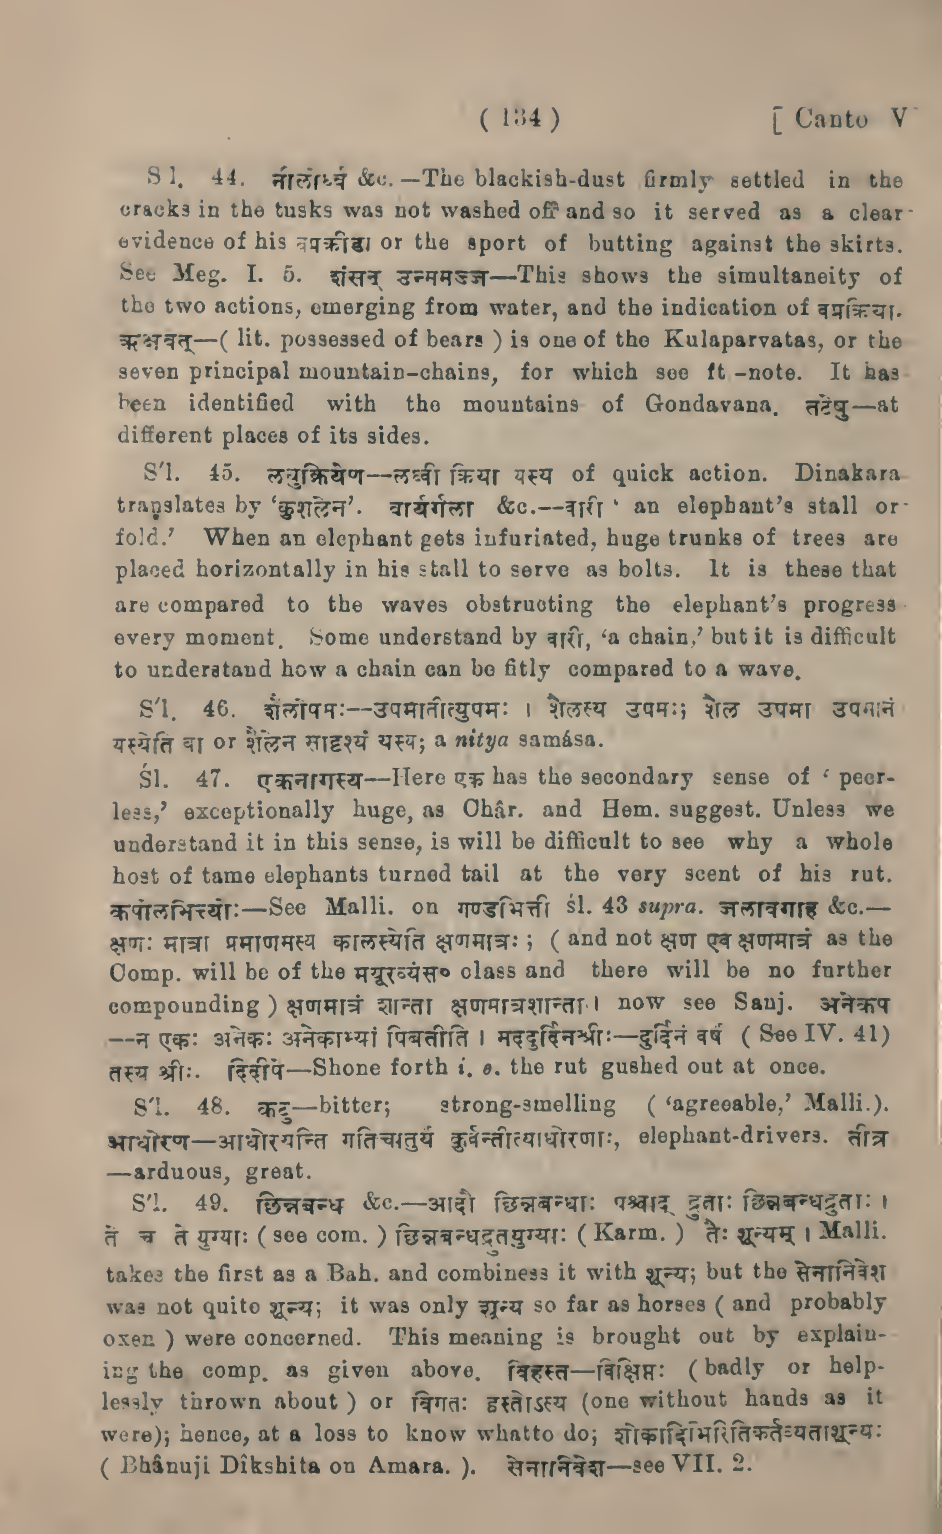 ( 134 ) [ Canto V
S'l. 44. नीलोर्ध्व &c.—The blackish-dust firmly settled in the
cracks in the tusks was not washed off and so it served as a clear
evidence of his वप्रक्रीडा or the sport of butting against the skirts.
See Meg. I. 5. शंसन् उन्ममज्ज—This shows the simultaneity of
the two actions, emerging from water, and the indication of वप्रक्रिया.
ऋक्षवत्—( lit. possessed of bears ) is one of the Kulaparvatas, or the
seven principal mountain-chains, for which see ft-note. It has
been identified with the mountains of Gondavana. तटेषु—at
different places of its sides.
S'l. 45. लघुक्रियेण--लघ्वी क्रिया यस्य of quick action. Dinakara
translates by ‘कुशलेन’. वार्यर्गला &c.--वारी ‘ an elephant's stall or
fold.’ When an elephant gets infuriated, huge trunks of trees are
placed horizontally in his stall to serve as bolts. It is these that
are compared to the waves obstructing the elephant's progress
every moment. Some understand by वारी, ‘a chain,’ but it is difficult
to understand how a chain can be fitly compared to a wave.
S'l. 46. शैलोपमः--उपमातीत्युपमः । शैलस्य उपमः; शैल उपमा उपमानं
यस्येति वा or शैलेन सादृश्यं यस्य; a nitya samása.
Śl. 47. एकनागस्य—Here एक has the secondary sense of ‘ peer-
less,’ exceptionally huge, as Châr. and Hem. suggest. Unless we
understand it in this sense, is will be difficult to see why a whole
host of tame elephants turned tail at the very scent of his rut.
कपोलभित्त्योः—See Malli. on गण्डभित्ती śl. 43 supra. जलावगाह &c.—
क्षणः मात्रा प्रमाणमस्य कालस्येति क्षणमात्रः ; ( and not क्षण एव क्षणमात्रं as the
Comp. will be of the मयूरव्यंस० class and there will be no further
compounding ) क्षणमात्रं शान्ता क्षणमात्रशान्ता । now see Sanj. अनेकप
--न एकः अनेकः अनेकाभ्यां पिबतीति । मददुर्दिनश्रीः—दुर्दिनं वर्षं ( See IV. 41)
तस्य श्रीः. दिदीपे—Shone forth i. e. the rut gushed out at once.
S'l. 48. कटु—bitter; strong-smelling ( ‘agreeable,’ Malli.).
आधोरण—आधोरयन्ति गतिचातुर्यं कुर्वन्तीत्याधोरणाः, elephant-drivers. तीव्र
—arduous, great.
S'l. 49. छिन्नबन्ध &c.—आदौ छिन्नबन्धाः पश्चाद् द्रुताः छिन्नबन्धद्रुताः ।
ते च ते युग्याः ( see com. ) छिन्नबन्धद्रुतयुग्याः ( Karm. ) तैः शून्यम् । Malli.
takes the first as a Bah. and combiness it with शून्य; but the सेनानिवेश
was not quite शून्य; it was only शून्य so far as horses ( and probably
oxen ) were concerned. This meaning is brought out by explain-
ing the comp. as given above. विहस्त—विक्षिप्तः ( badly or help-
lessly thrown about ) or विगतः हस्तोऽस्य (one without hands as it
were); hence, at a loss to know whatto do; शोकादिभिरितिकर्तव्यताशून्यः
( Bhânuji Dîkshita on Amara. ). सेनानिवेश—see VII. 2.